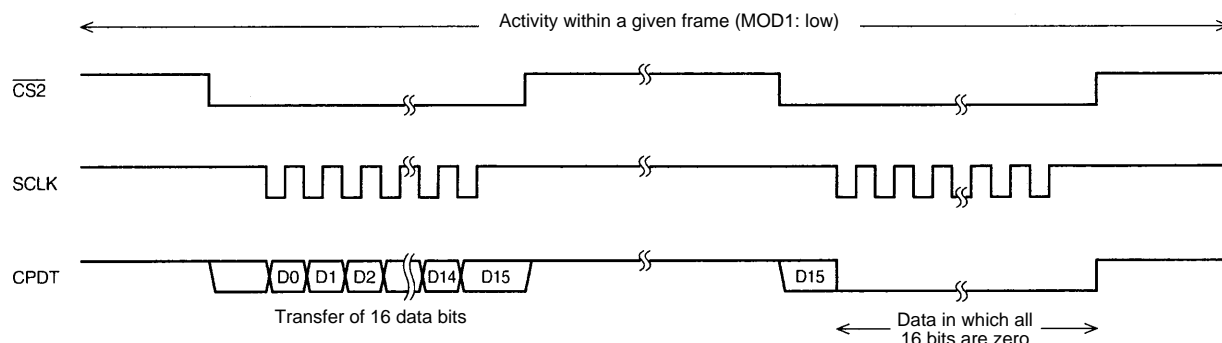 Activity within a given frame (MOD1: low)
CS2
SCLK
CPDT
D0 D1 D2 D14 D15 D15
Transfer of 16 data bits
Data in which all
16 bits are zero